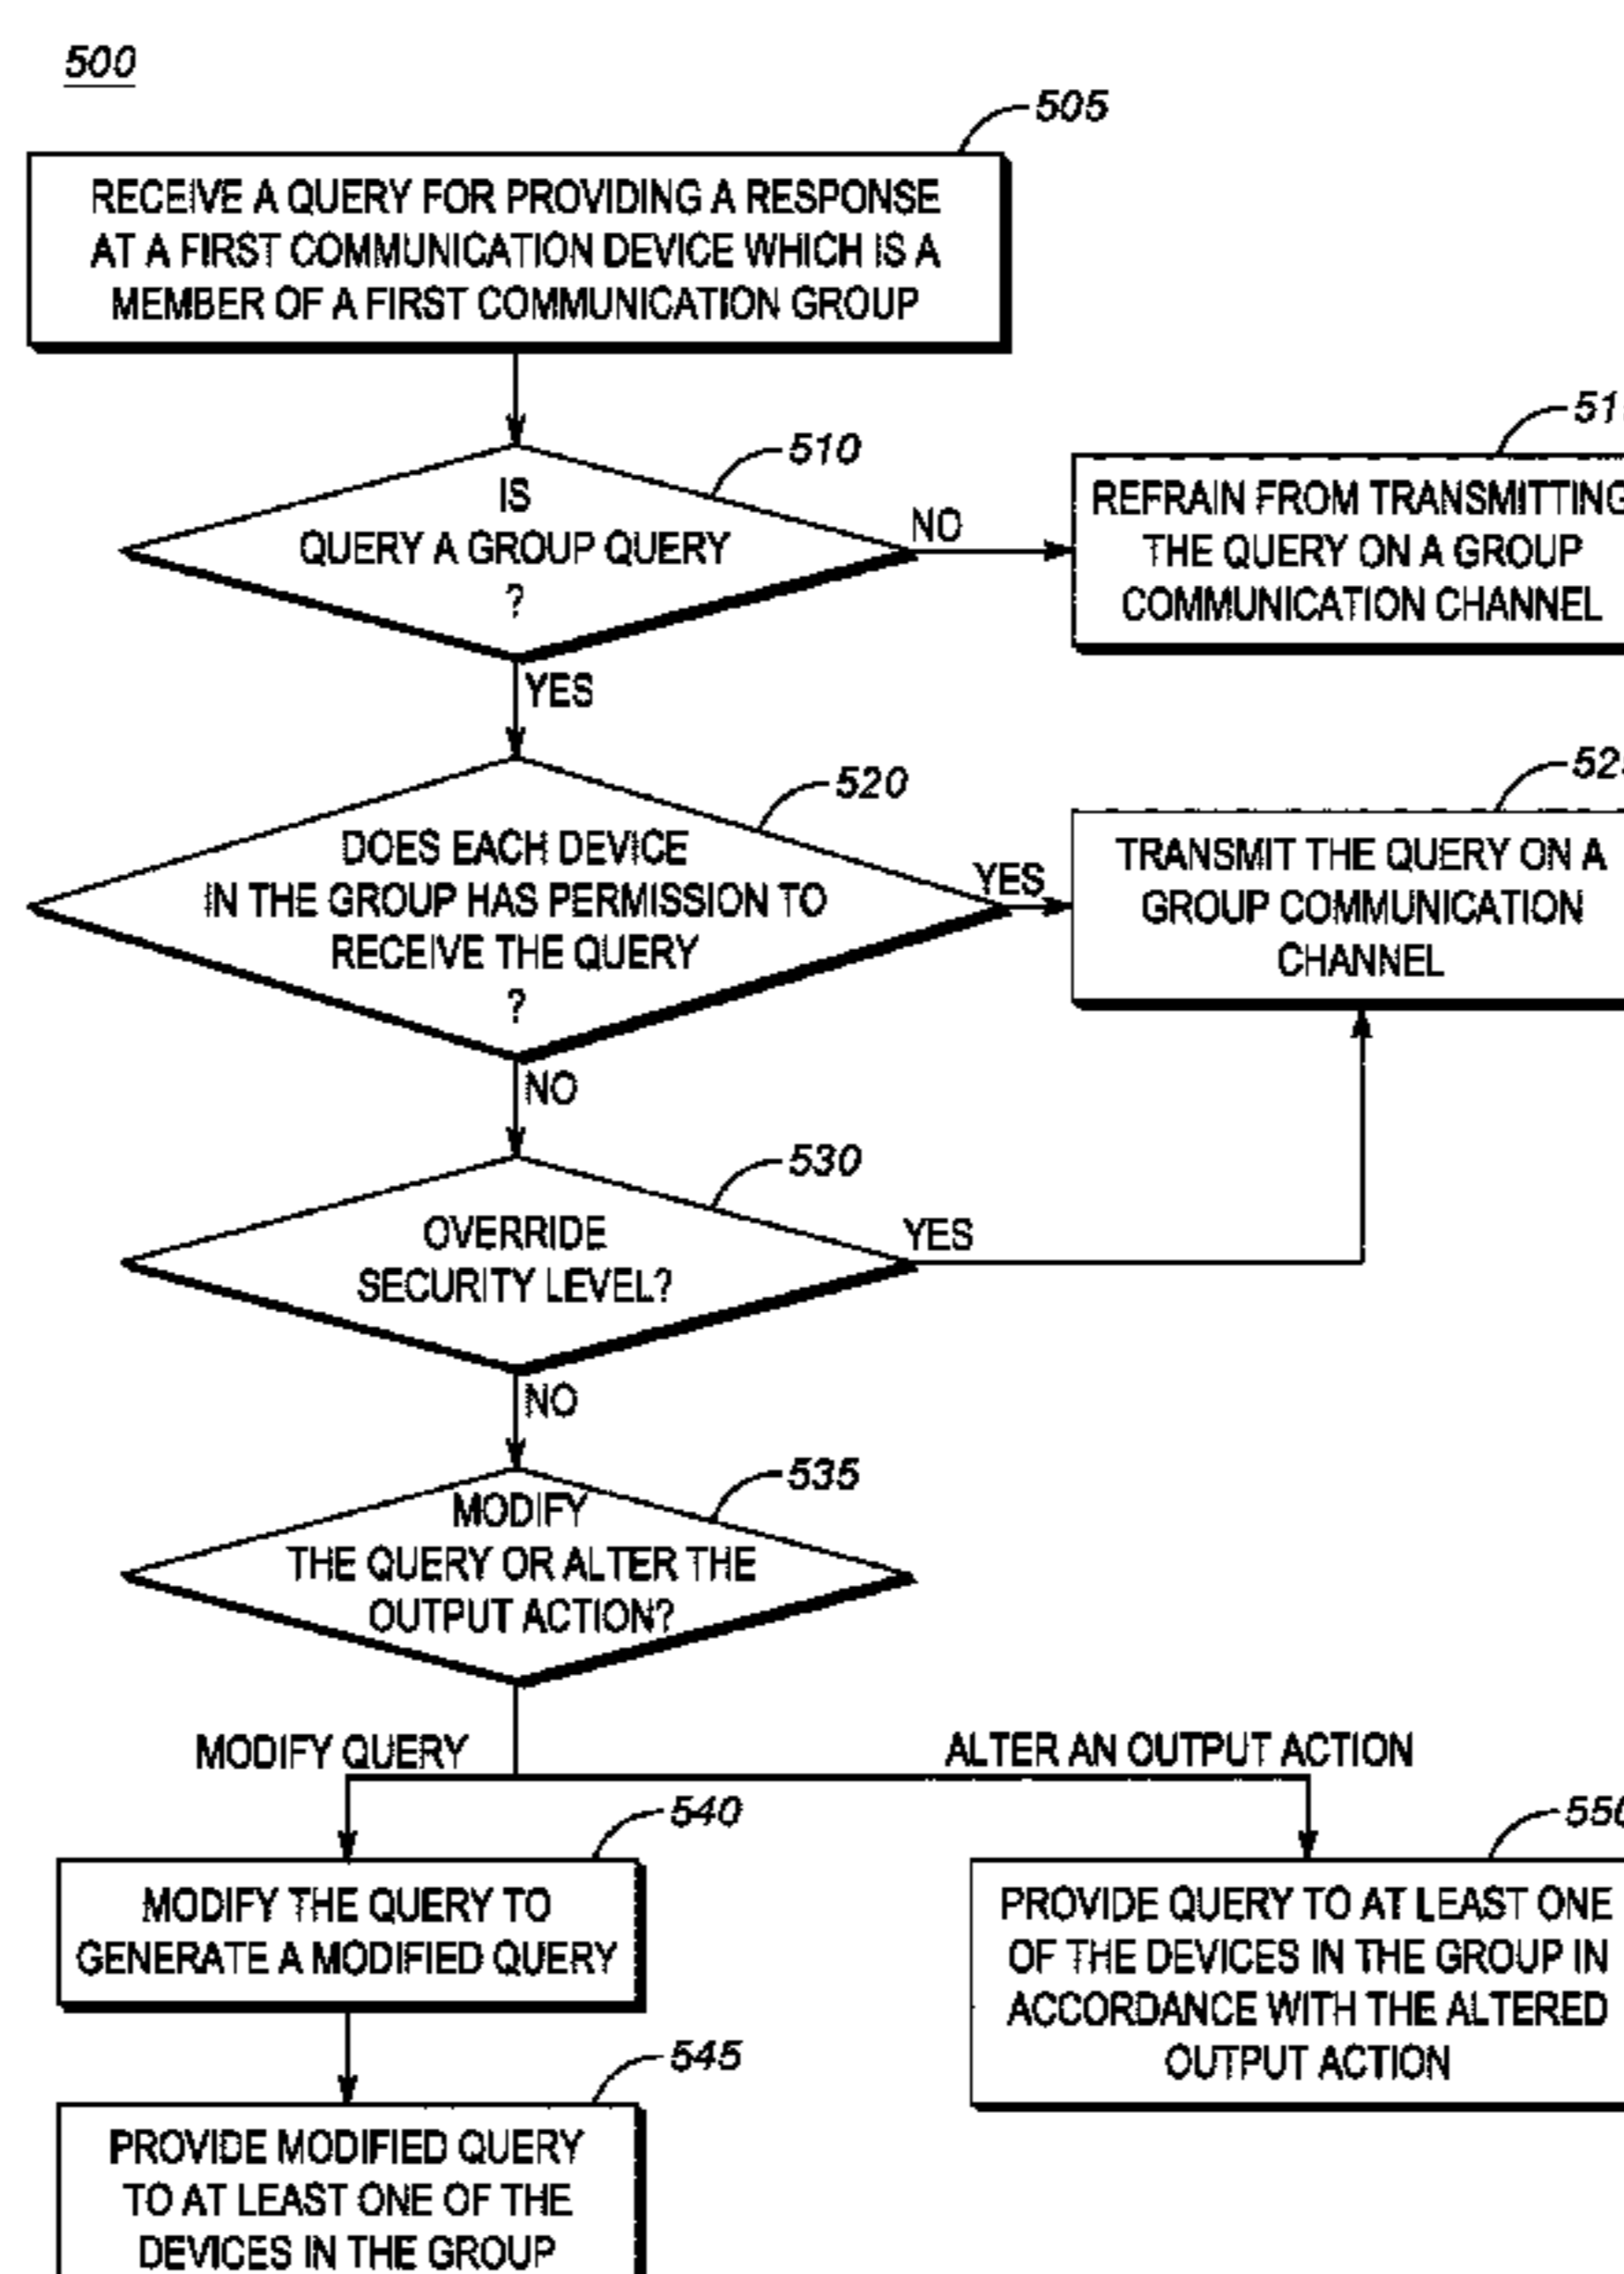 500
505
RECEIVE A QUERY FOR PROVIDING A RESPONSE
AT A FIRST COMMUNICATION DEVICE WHICH IS A
MEMBER OF A FIRST COMMUNICATION GROUP
510
IS
QUERY A GROUP QUERY
?
NO
REFRAIN FROM TRANSMITTING
THE QUERY ON A GROUP
COMMUNICATION CHANNEL
YES
520
DOES EACH DEVICE
IN THE GROUP HAS PERMISSION TO
RECEIVE THE QUERY
?
YES
TRANSMIT THE QUERY ON A
GROUP COMMUNICATION
CHANNEL
NO
530
OVERRIDE
SECURITY LEVEL?
YES
NO
535
MODIFY
THE QUERY OR ALTER THE
OUTPUT ACTION?
MODIFY QUERY
ALTER AN OUTPUT ACTION
540
MODIFY THE QUERY TO
GENERATE A MODIFIED QUERY
550
PROVIDE QUERY TO AT LEAST ONE
OF THE DEVICES IN THE GROUP IN
ACCORDANCE WITH THE ALTERED
OUTPUT ACTION
545
PROVIDE MODIFIED QUERY
TO AT LEAST ONE OF THE
DEVICES IN THE GROUP